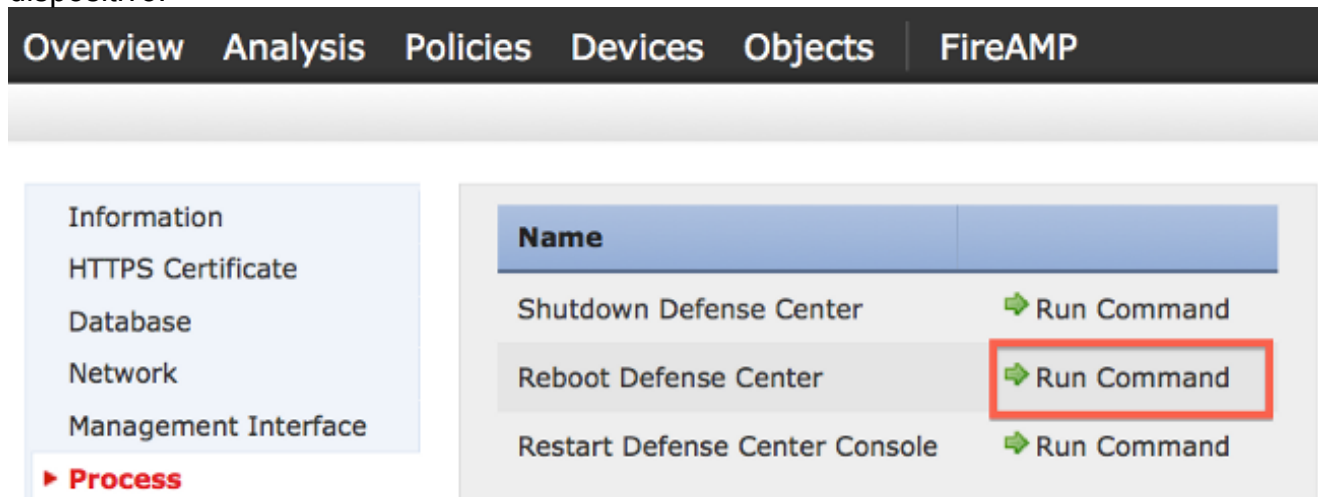 dispositivo.
Overview Analysis Policies Devices Objects FireAMP
Information
HTTPS Certificate
Database
Network
Management Interface
Process
Name
Shutdown Defense Center Run Command
Reboot Defense Center Run Command
Restart Defense Center Console Run Command